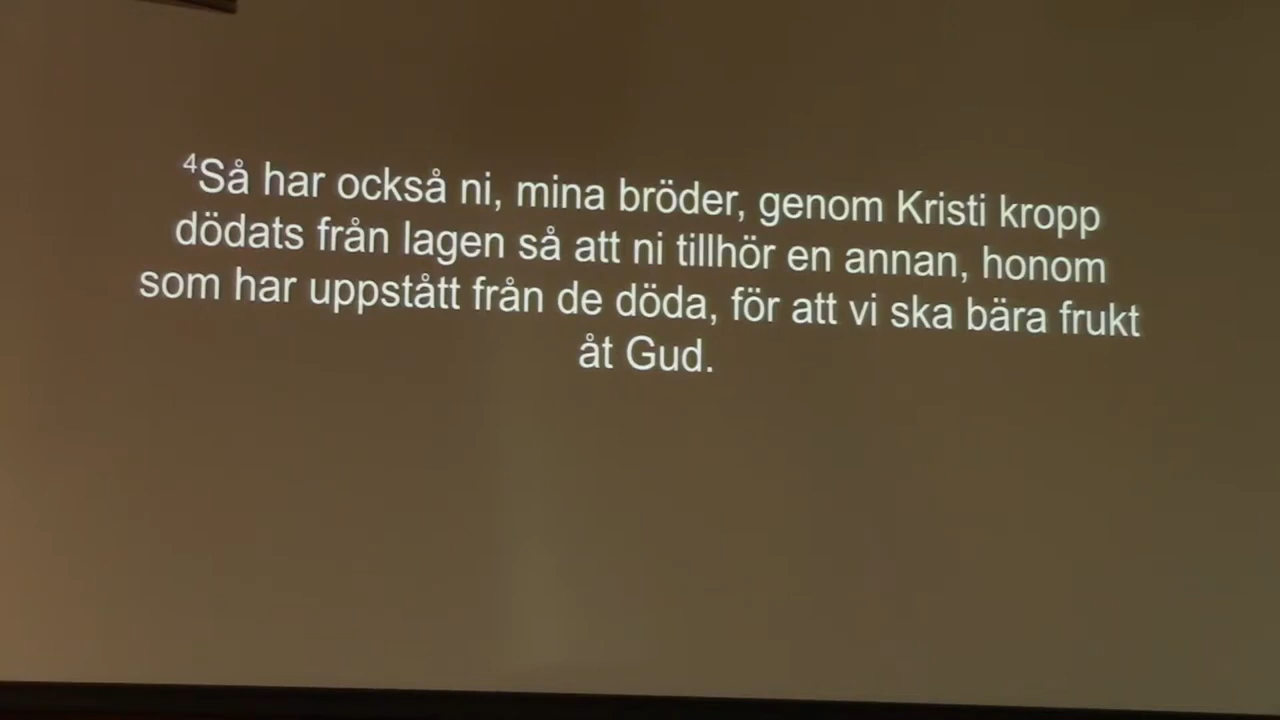 ⁴Så har också ni, mina bröder, genom Kristi kropp
dödats från lagen så att ni tillhör en annan, honom
som har uppstått från de döda, för att vi ska bära frukt
åt Gud.